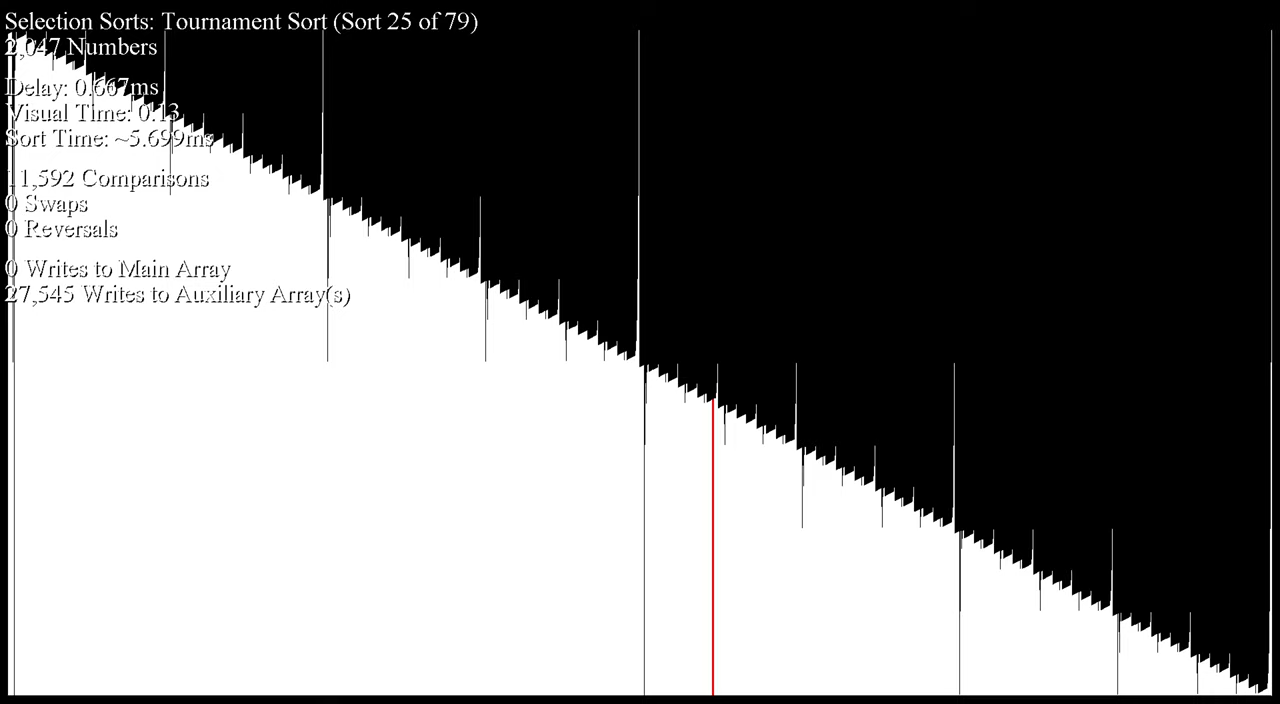 Selection Sorts: Tournament Sort (Sort 25 of 79)
2,047 Numbers
Delay: 0.667ms
Visual Time: 0:13
Sort Time: ~5.699ms
11,592 Comparisons
0 Swaps
0 Reversals
0 Writes to Main Array
27,545 Writes to Auxiliary Array(s)